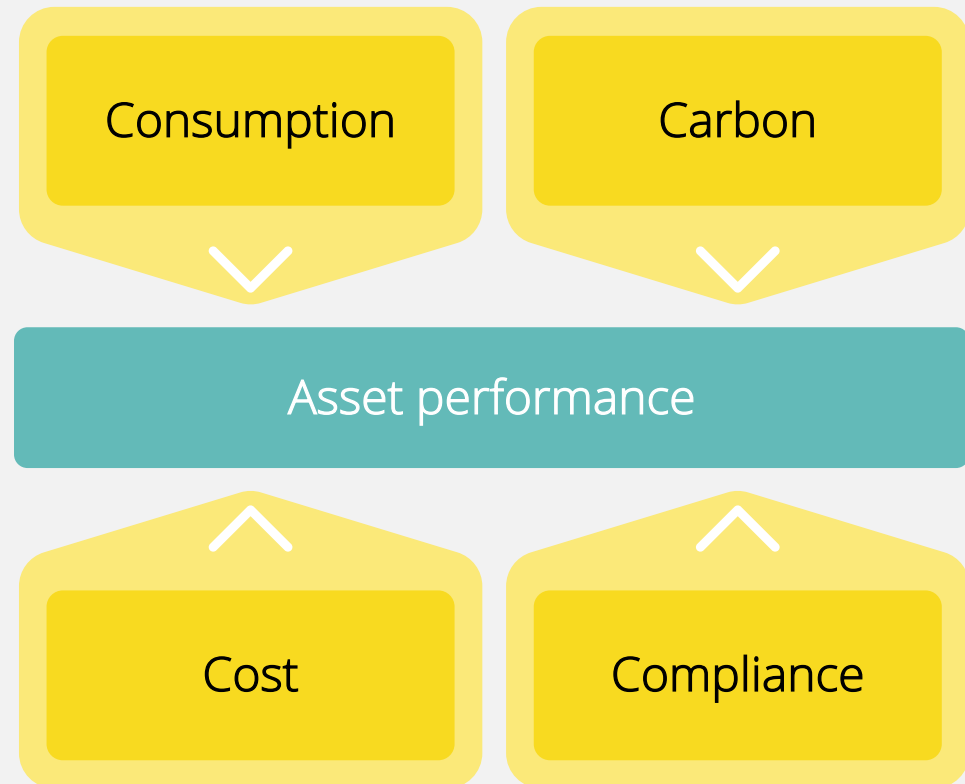 Consumption
Carbon
Asset performance
Cost
Compliance